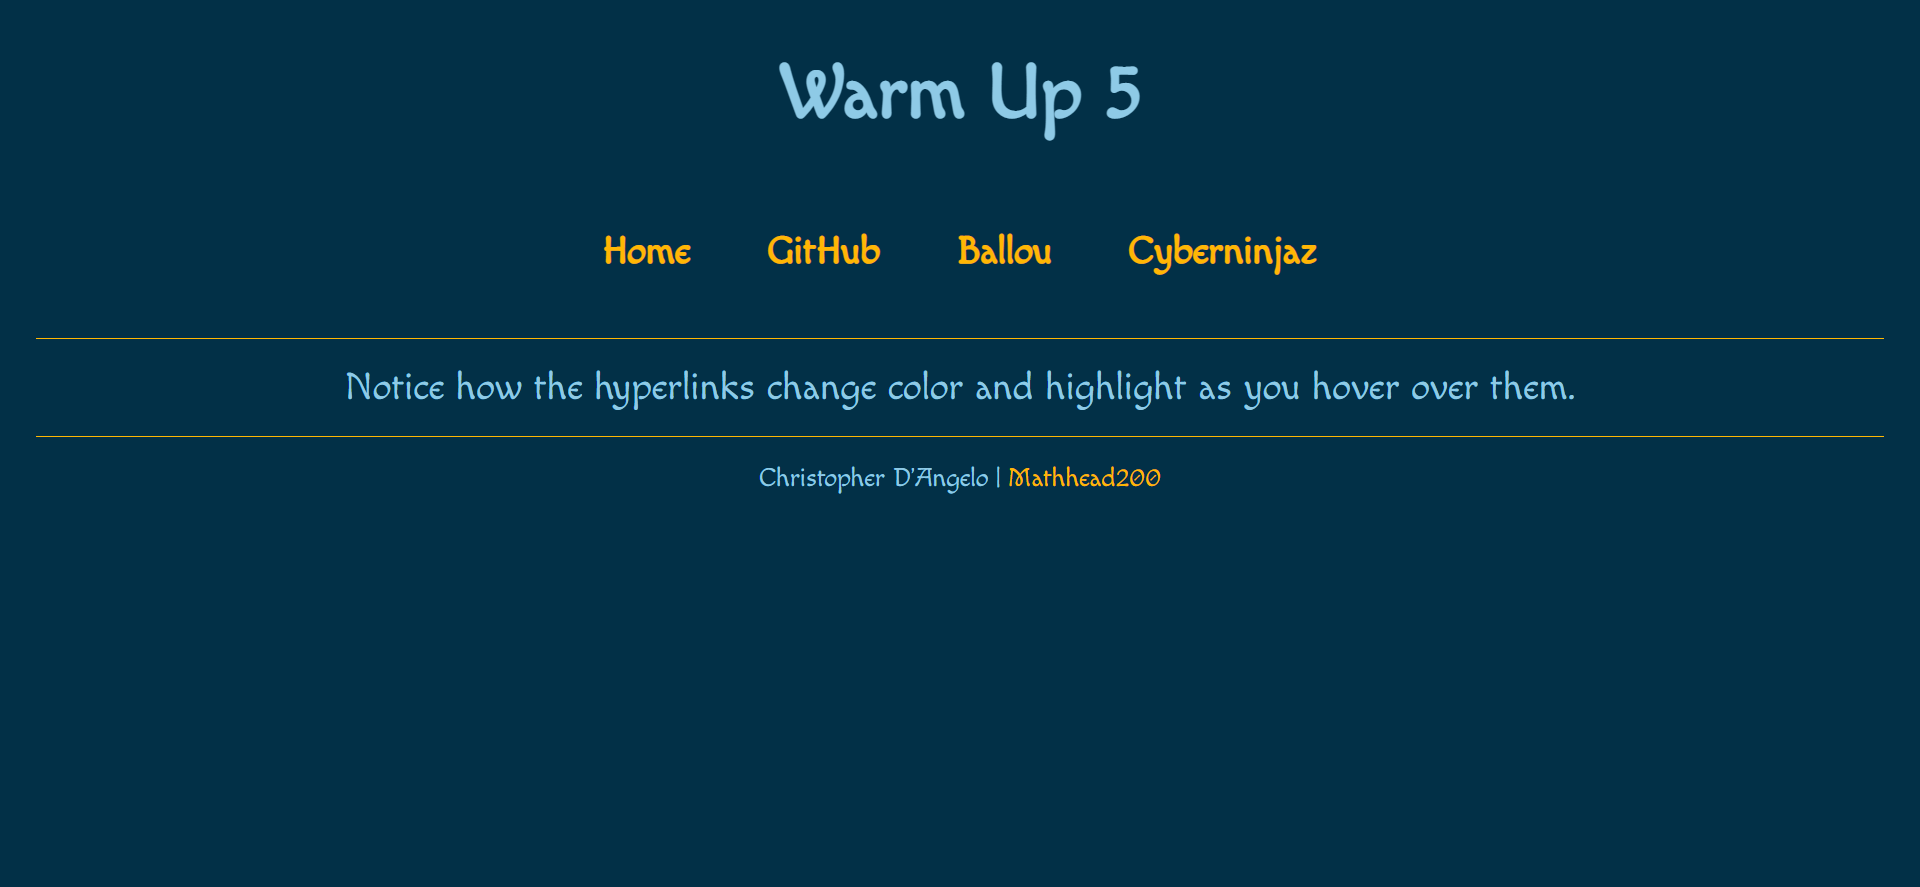 Warm Up 5
Home GitHub Ballou Cyberninjaz
Notice how the hyperlinks change color and highlight as you hover over them.
Christopher D'Angelo | Mathhead200